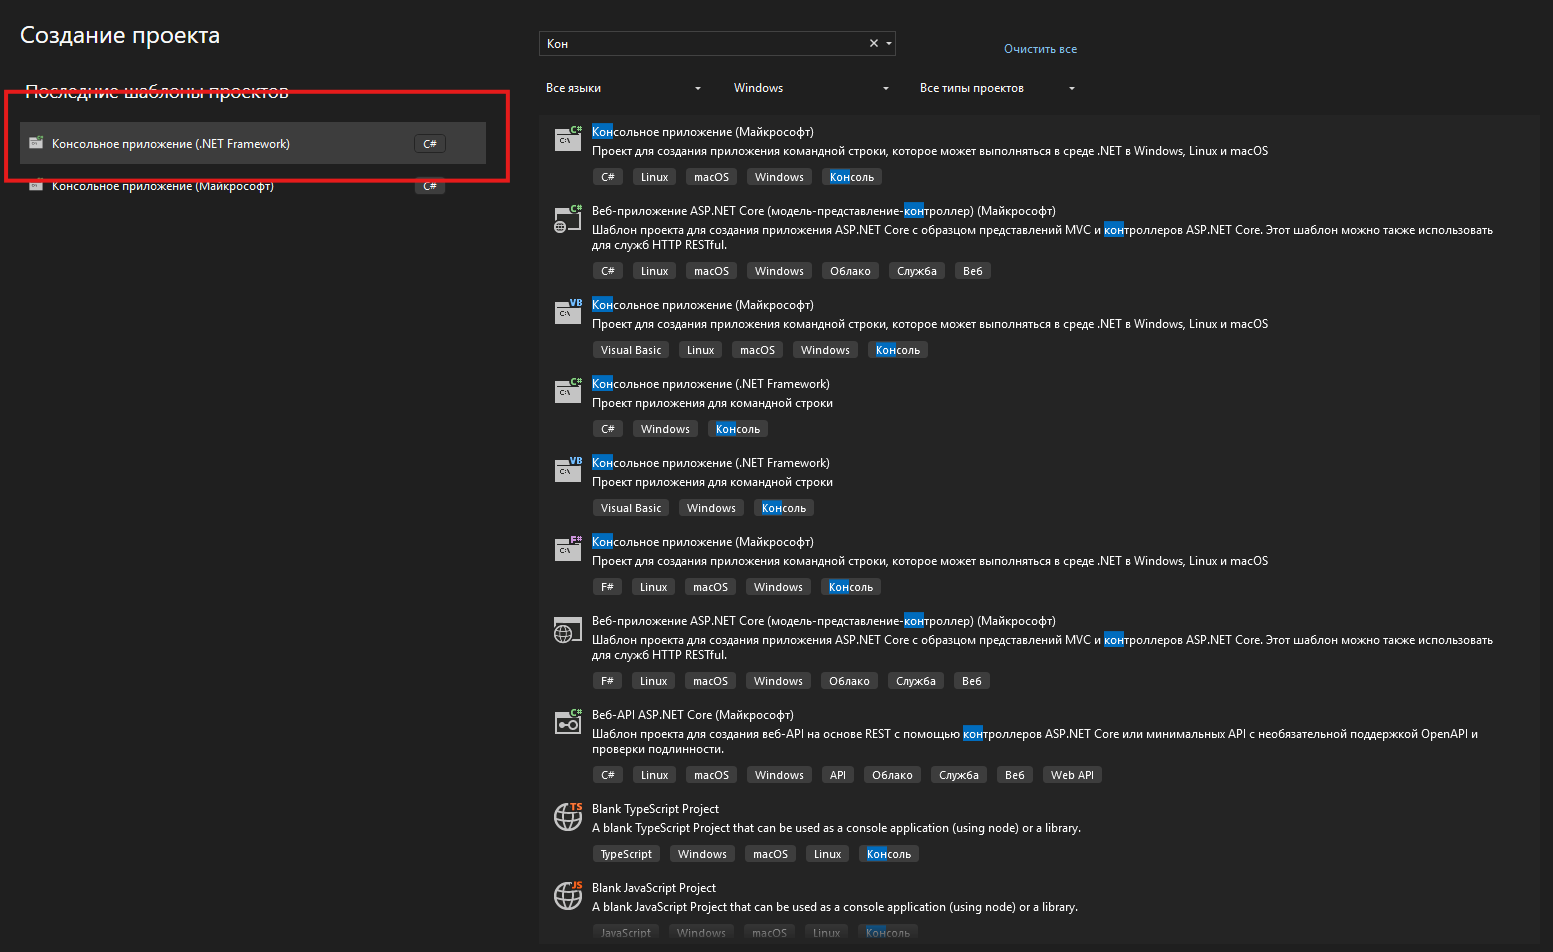 Создание проекта
Последние шаблоны проектов
Консольное приложение (.NET Framework) C#
Консольное приложение (Майкрософт) C#
Кон
Очистить все
Все языки Windows Все типы проектов
C# C:\
Консольное приложение (Майкрософт)
Проект для создания приложения командной строки, которое может выполняться в среде .NET в Windows, Linux и macOS
C# Linux macOS Windows Консоль
C#
Веб-приложение ASP.NET Core (модель-представление-контроллер) (Майкрософт)
Шаблон проекта для создания приложения ASP.NET Core с образцом представлений MVC и контроллеров ASP.NET Core. Этот шаблон можно также использовать
для служб HTTP RESTful.
C# Linux macOS Windows Облако Служба Веб
VB C:\
Консольное приложение (Майкрософт)
Проект для создания приложения командной строки, которое может выполняться в среде .NET в Windows, Linux и macOS
Visual Basic Linux macOS Windows Консоль
C# C:\
Консольное приложение (.NET Framework)
Проект приложения для командной строки
C# Windows Консоль
VB C:\
Консольное приложение (.NET Framework)
Проект приложения для командной строки
Visual Basic Windows Консоль
F# C:\
Консольное приложение (Майкрософт)
Проект для создания приложения командной строки, которое может выполняться в среде .NET в Windows, Linux и macOS
F# Linux macOS Windows Консоль
Веб-приложение ASP.NET Core (модель-представление-контроллер) (Майкрософт)
Шаблон проекта для создания приложения ASP.NET Core с образцом представлений MVC и контроллеров ASP.NET Core. Этот шаблон можно также использовать
для служб HTTP RESTful.
F# Linux macOS Windows Облако Служба Веб
C#
Веб-API ASP.NET Core (Майкрософт)
Шаблон проекта для создания веб-API на основе REST с помощью контроллеров ASP.NET Core или минимальных API с необязательной поддержкой OpenAPI и
проверки подлинности.
C# Linux macOS Windows API Облако Служба Веб Web API
TS
Blank TypeScript Project
A blank TypeScript Project that can be used as a console application (using node) or a library.
TypeScript Windows macOS Linux Консоль
JS
Blank JavaScript Project
A blank JavaScript Project that can be used as a console application (using node) or a library.
JavaScript Windows macOS Linux Консоль